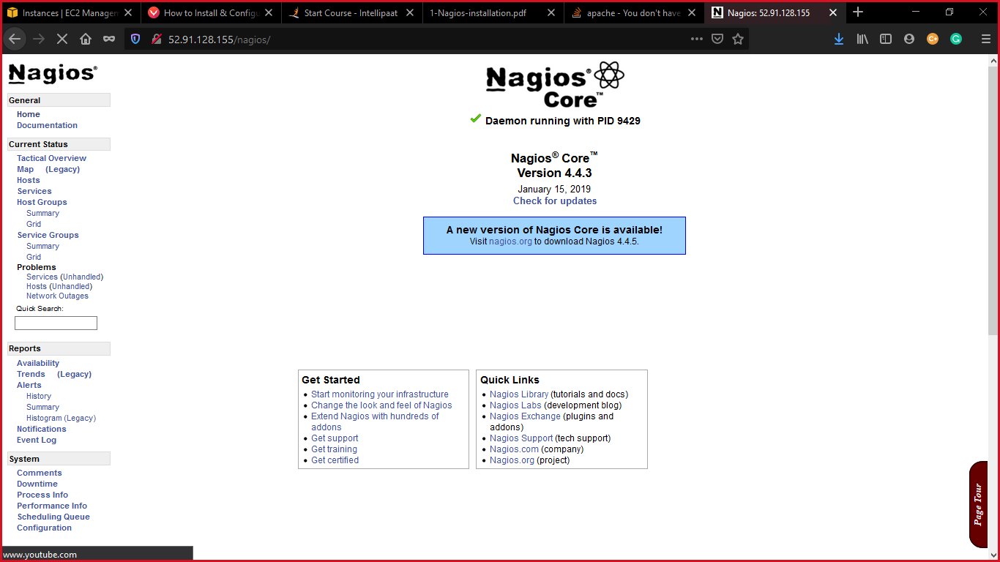 Instances | EC2 Managem
How to Install & Configu
Start Course - Intellipaat
1-Nagios-installation.pdf
apache - You don't have
Nagios: 52.91.128.155
52.91.128.155/nagios/
Nagios®
General
Home
Documentation
Current Status
Tactical Overview
Map (Legacy)
Hosts
Services
Host Groups
Summary
Grid
Service Groups
Summary
Grid
Problems
Services (Unhandled)
Hosts (Unhandled)
Network Outages
Quick Search:
Reports
Availability
Trends (Legacy)
Alerts
History
Summary
Histogram (Legacy)
Notifications
Event Log
System
Comments
Downtime
Process Info
Performance Info
Scheduling Queue
Configuration
Nagios®
Core™
Daemon running with PID 9429
Nagios® Core™
Version 4.4.3
January 15, 2019
Check for updates
A new version of Nagios Core is available!
Visit nagios.org to download Nagios 4.4.5.
Get Started
Start monitoring your infrastructure
Change the look and feel of Nagios
Extend Nagios with hundreds of
addons
Get support
Get training
Get certified
Quick Links
Nagios Library (tutorials and docs)
Nagios Labs (development blog)
Nagios Exchange (plugins and
addons)
Nagios Support (tech support)
Nagios.com (company)
Nagios.org (project)
Page Tour
www.youtube.com